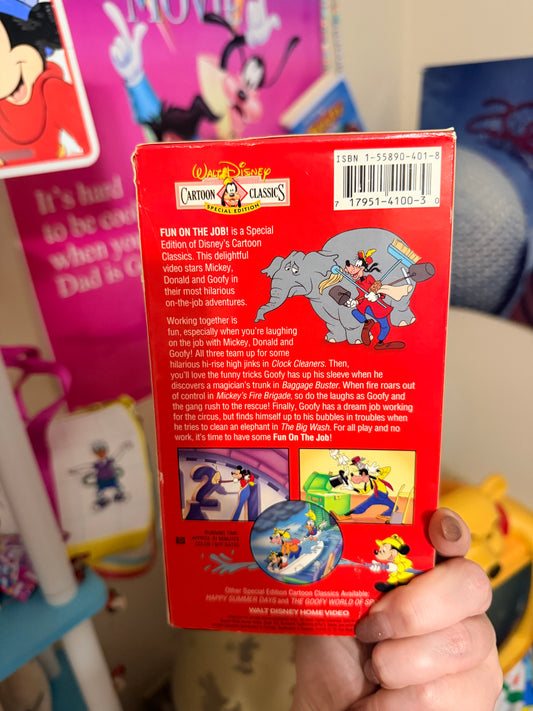 MOVIE
It's hard
to be coo
when you
Dad is G
WALT DISNEY
CARTOON CLASSICS
SPECIAL EDITION
ISBN 1-55890-401-8
7 17951-4100-3 0
FUN ON THE JOB! is a Special
Edition of Disney's Cartoon
Classics. This delightful
video stars Mickey,
Donald and Goofy in
their most hilarious
on-the-job adventures.
Working together is
fun, especially when you're laughing
on the job with Mickey, Donald and
Goofy! All three team up for some
hilarious hi-rise high jinks in Clock Cleaners. Then,
you'll love the funny tricks Goofy has up his sleeve when he
discovers a magician's trunk in Baggage Buster. When fire roars out
of control in Mickey's Fire Brigade, so do the laughs as Goofy and
the gang rush to the rescue! Finally, Goofy has a dream job working
for the circus, but finds himself up to his bubbles in troubles when
he tries to clean an elephant in The Big Wash. For all play and no
work, it's time to have some Fun On The Job!
2
Other Special Edition Cartoon Classics Available:
HAPPY SUMMER DAYS and THE GOOFY WORLD OF SP
WALT DISNEY HOME VIDEO